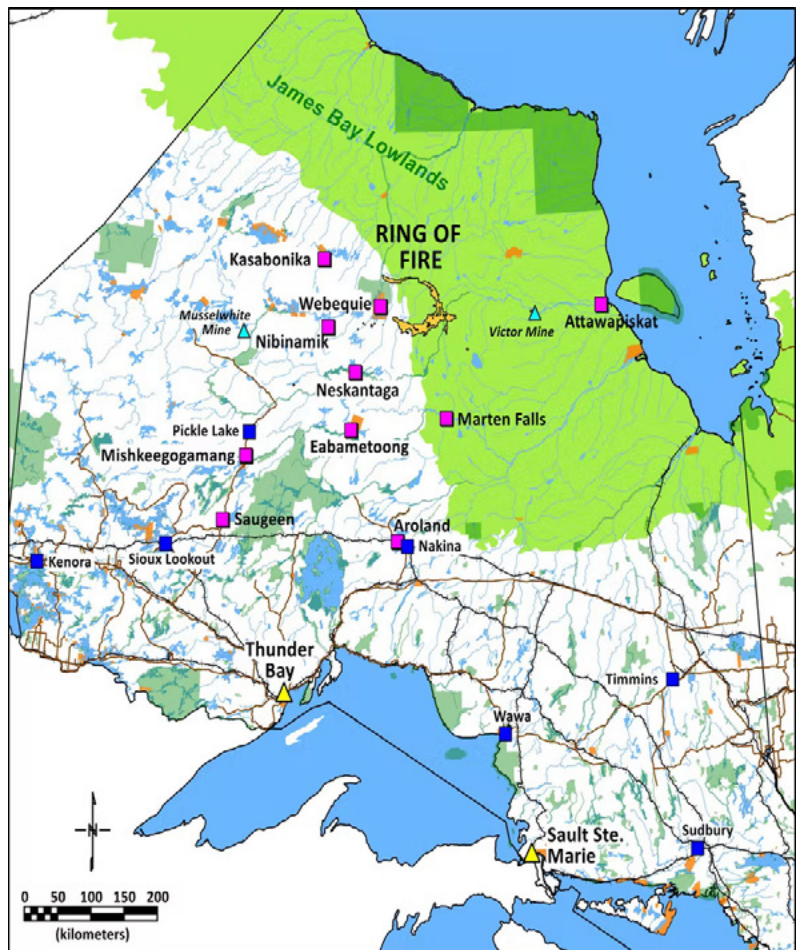 James Bay Lowlands
RING OF
FIRE
Kasabonika
Webequie
Musselwhite
Mine
Nibinamik
Victor Mine
Attawapiskat
Neskantaga
Pickle Lake
Marten Falls
Mishkeegogamang
Eabametoong
Saugeen
Aroland
Nakina
Sioux Lookout
Kenora
Thunder
Bay
Timmins
Wawa
N
Sault Ste.
Marie
Sudbury
0 50 100 150 200
(kilometers)